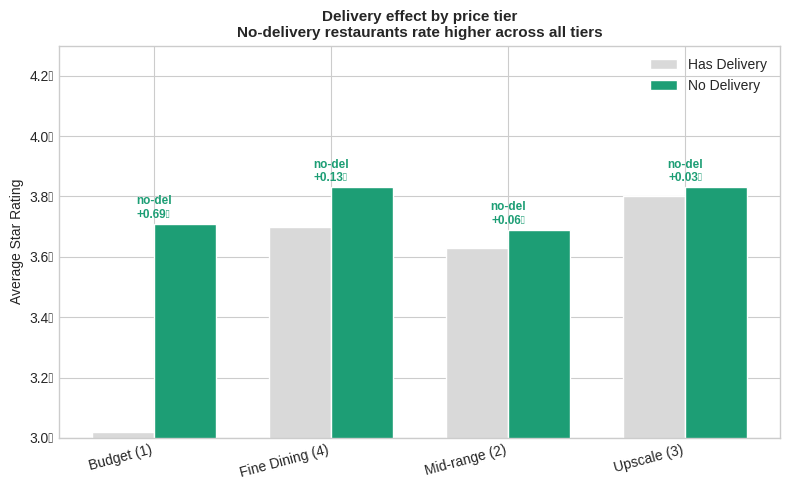 Delivery effect by price tier
No-delivery restaurants rate higher across all tiers
Has Delivery
No Delivery
Average Star Rating
4.2▯
4.0▯
3.8▯
3.6▯
3.4▯
3.2▯
3.0▯
no-del
+0.69▯
no-del
+0.13▯
no-del
+0.06▯
no-del
+0.03▯
Budget (1)
Fine Dining (4)
Mid-range (2)
Upscale (3)